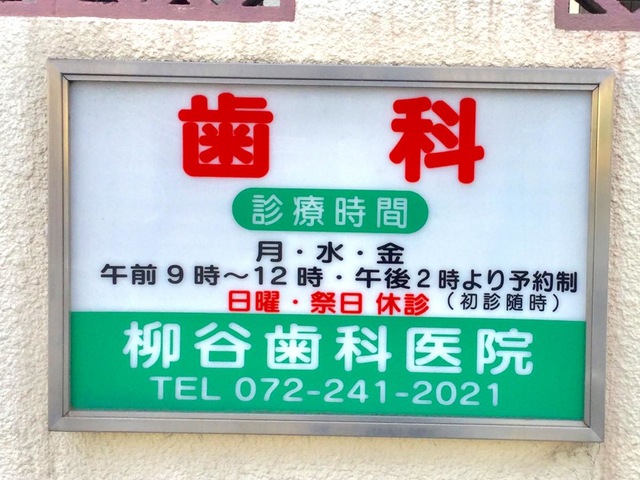 歯科
診療時間
月・水・金
午前9時～12時・午後2時より予約制
日曜・祭日 休診（初診随時）
柳谷歯科医院
TEL 072-241-2021